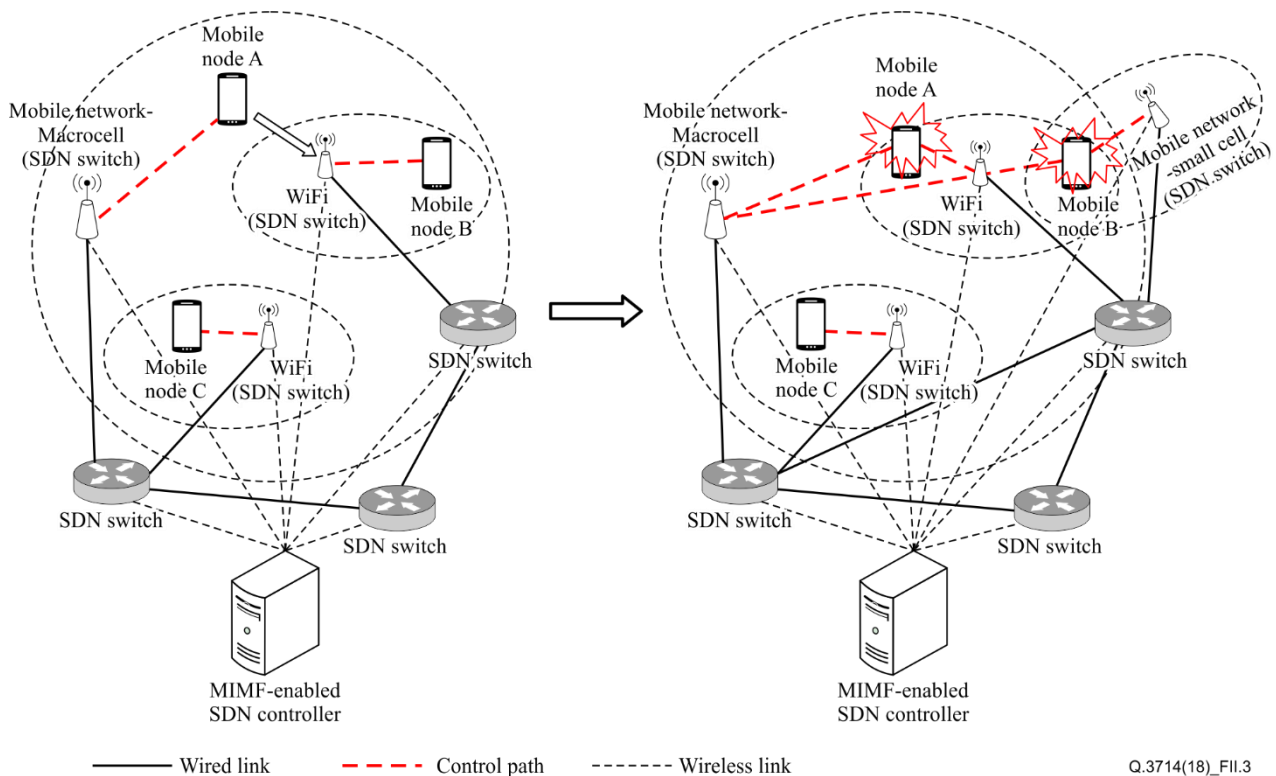 Mobile
node A
Mobile network-
Macrocell
(SDN switch)
WiFi
(SDN switch)
Mobile
node B
Mobile
node C
WiFi
(SDN switch)
SDN switch
SDN switch
SDN switch
MIMF-enabled
SDN controller
Mobile
node A
Mobile network-
Macrocell
(SDN switch)
WiFi
(SDN switch)
Mobile
node B
Mobile network
-small cell
(SDN switch)
Mobile
node C
WiFi
(SDN switch)
SDN switch
SDN switch
SDN switch
MIMF-enabled
SDN controller
Wired link
Control path
Wireless link
Q.3714(18)_FII.3